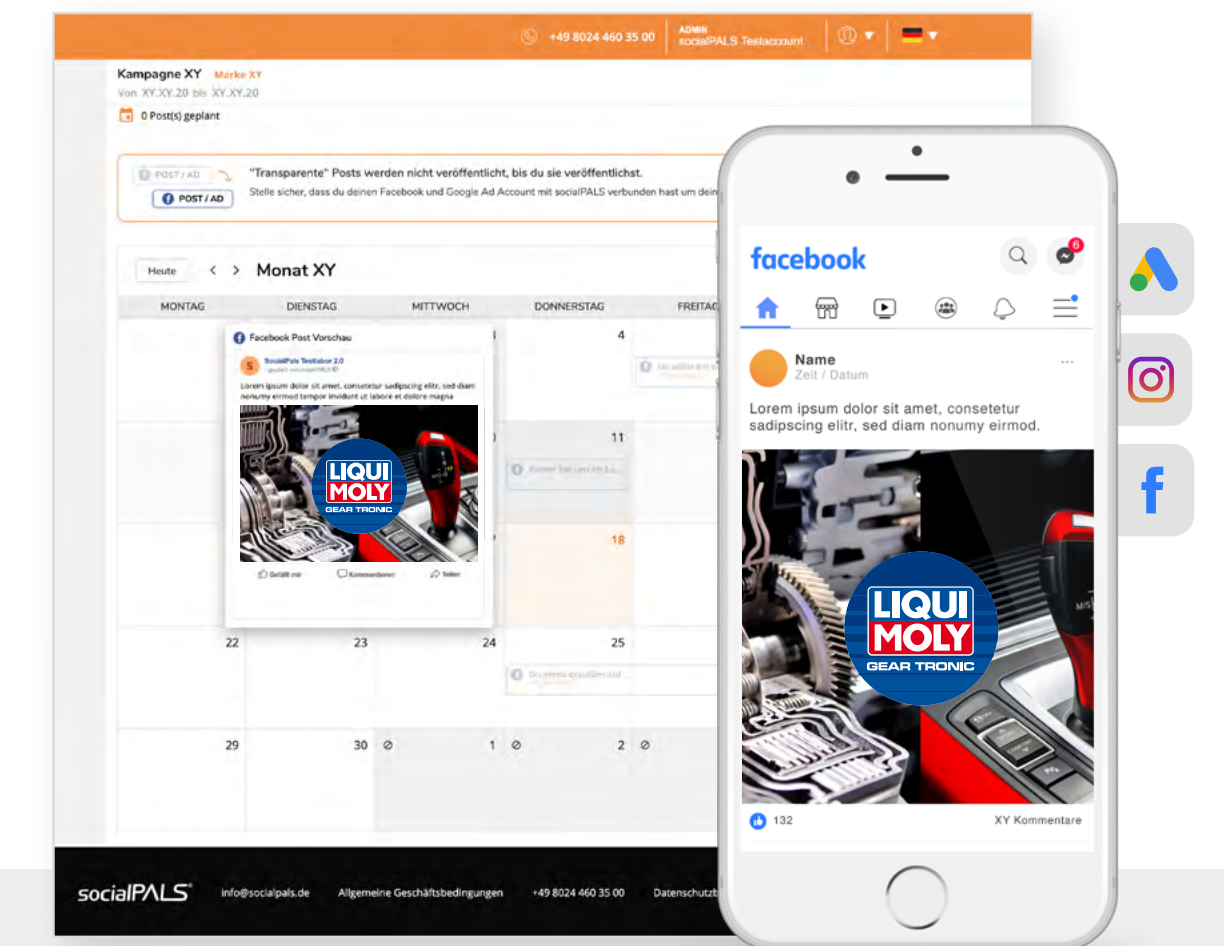 +49 8024 460 35 00
ADMIN
socialPALS Testaccount
Kampagne XY Marke XY
Von XY.XY.20 bis XY.XY.20
0 Post(s) geplant
POST / AD
"Transparente" Posts werden nicht veröffentlicht, bis du sie veröffentlichst.
POST / AD
Stelle sicher, dass du deinen Facebook und Google Ad Account mit socialPALS verbunden hast um dein
Heute < > Monat XY
MONTAG DIENSTAG MITTWOCH DONNERSTAG FREITAG
4
11
18
22 23 24 25
29 30 1 2
Facebook Post Vorschau
S
SocialPals Testlabor 2.0
Lorem ipsum dolor sit amet, consetetur sadipscing elitr, sed diam
nonumy eirmod tempor invidunt ut labore et dolore magna
LIQUI
MOLY
GEAR TRONIC
Gefällt mir Kommentieren Teilen
socialPALS
info@socialpals.de Allgemeine Geschäftsbedingungen +49 8024 460 35 00 Datenschutzb
facebook
6
Name
Zeit / Datum
Lorem ipsum dolor sit amet, consetetur
sadipscing elitr, sed diam nonumy eirmod.
LIQUI
MOLY
GEAR TRONIC
132 XY Kommentare